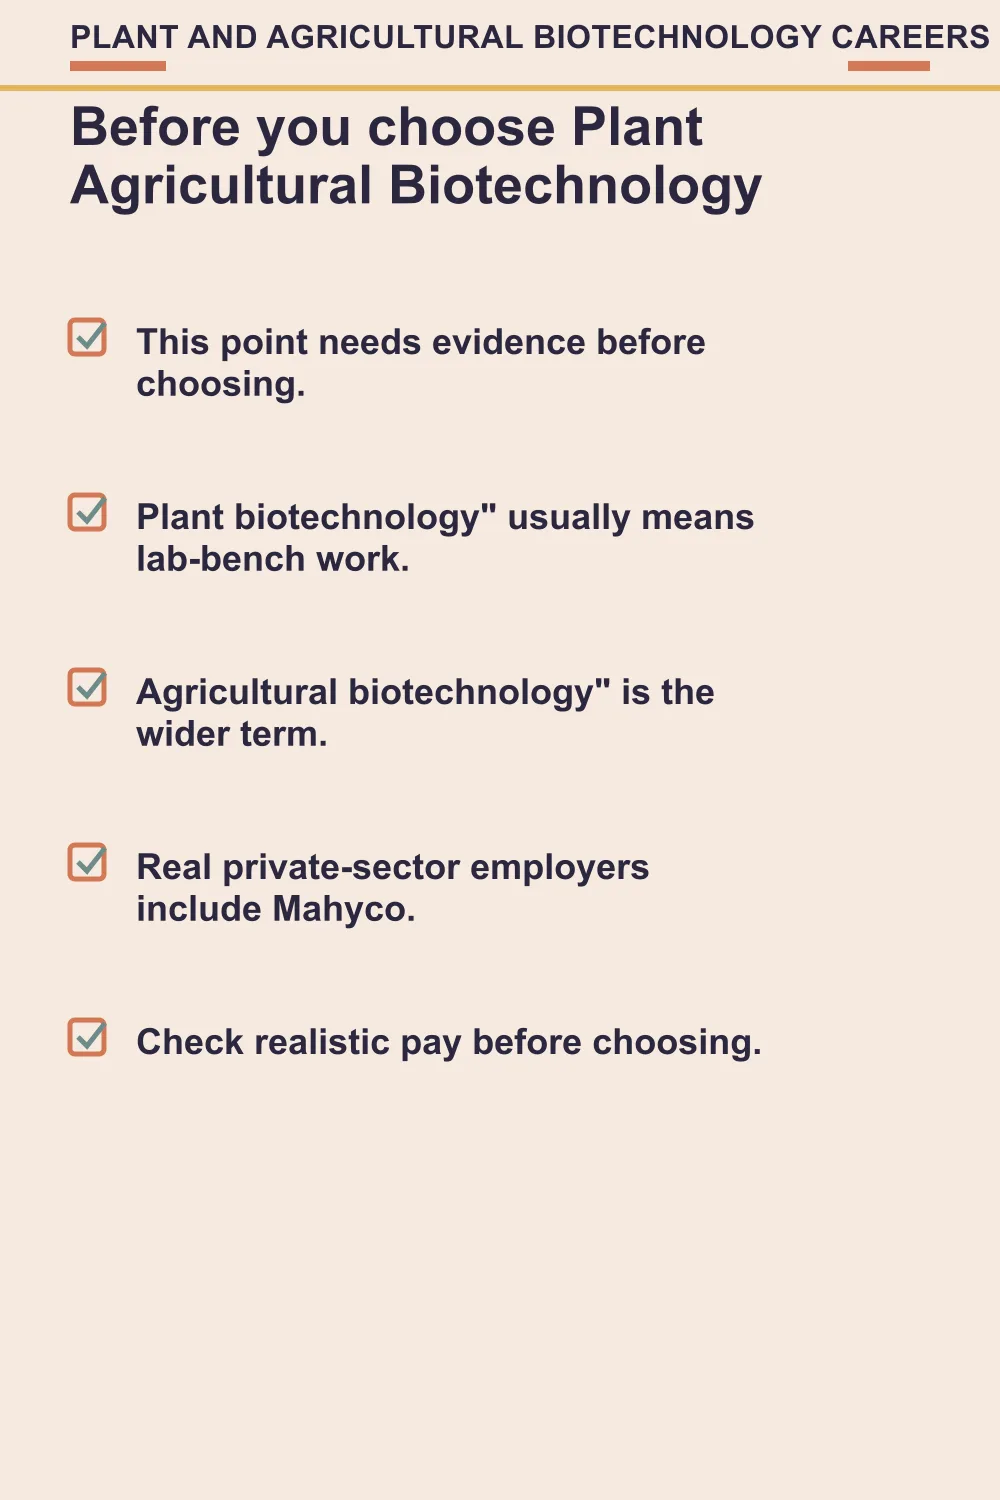 PLANT AND AGRICULTURAL BIOTECHNOLOGY CAREERS
Before you choose Plant
Agricultural Biotechnology
This point needs evidence before
choosing.
Plant biotechnology" usually means
lab-bench work.
Agricultural biotechnology" is the
wider term.
Real private-sector employers
include Mahyco.
Check realistic pay before choosing.